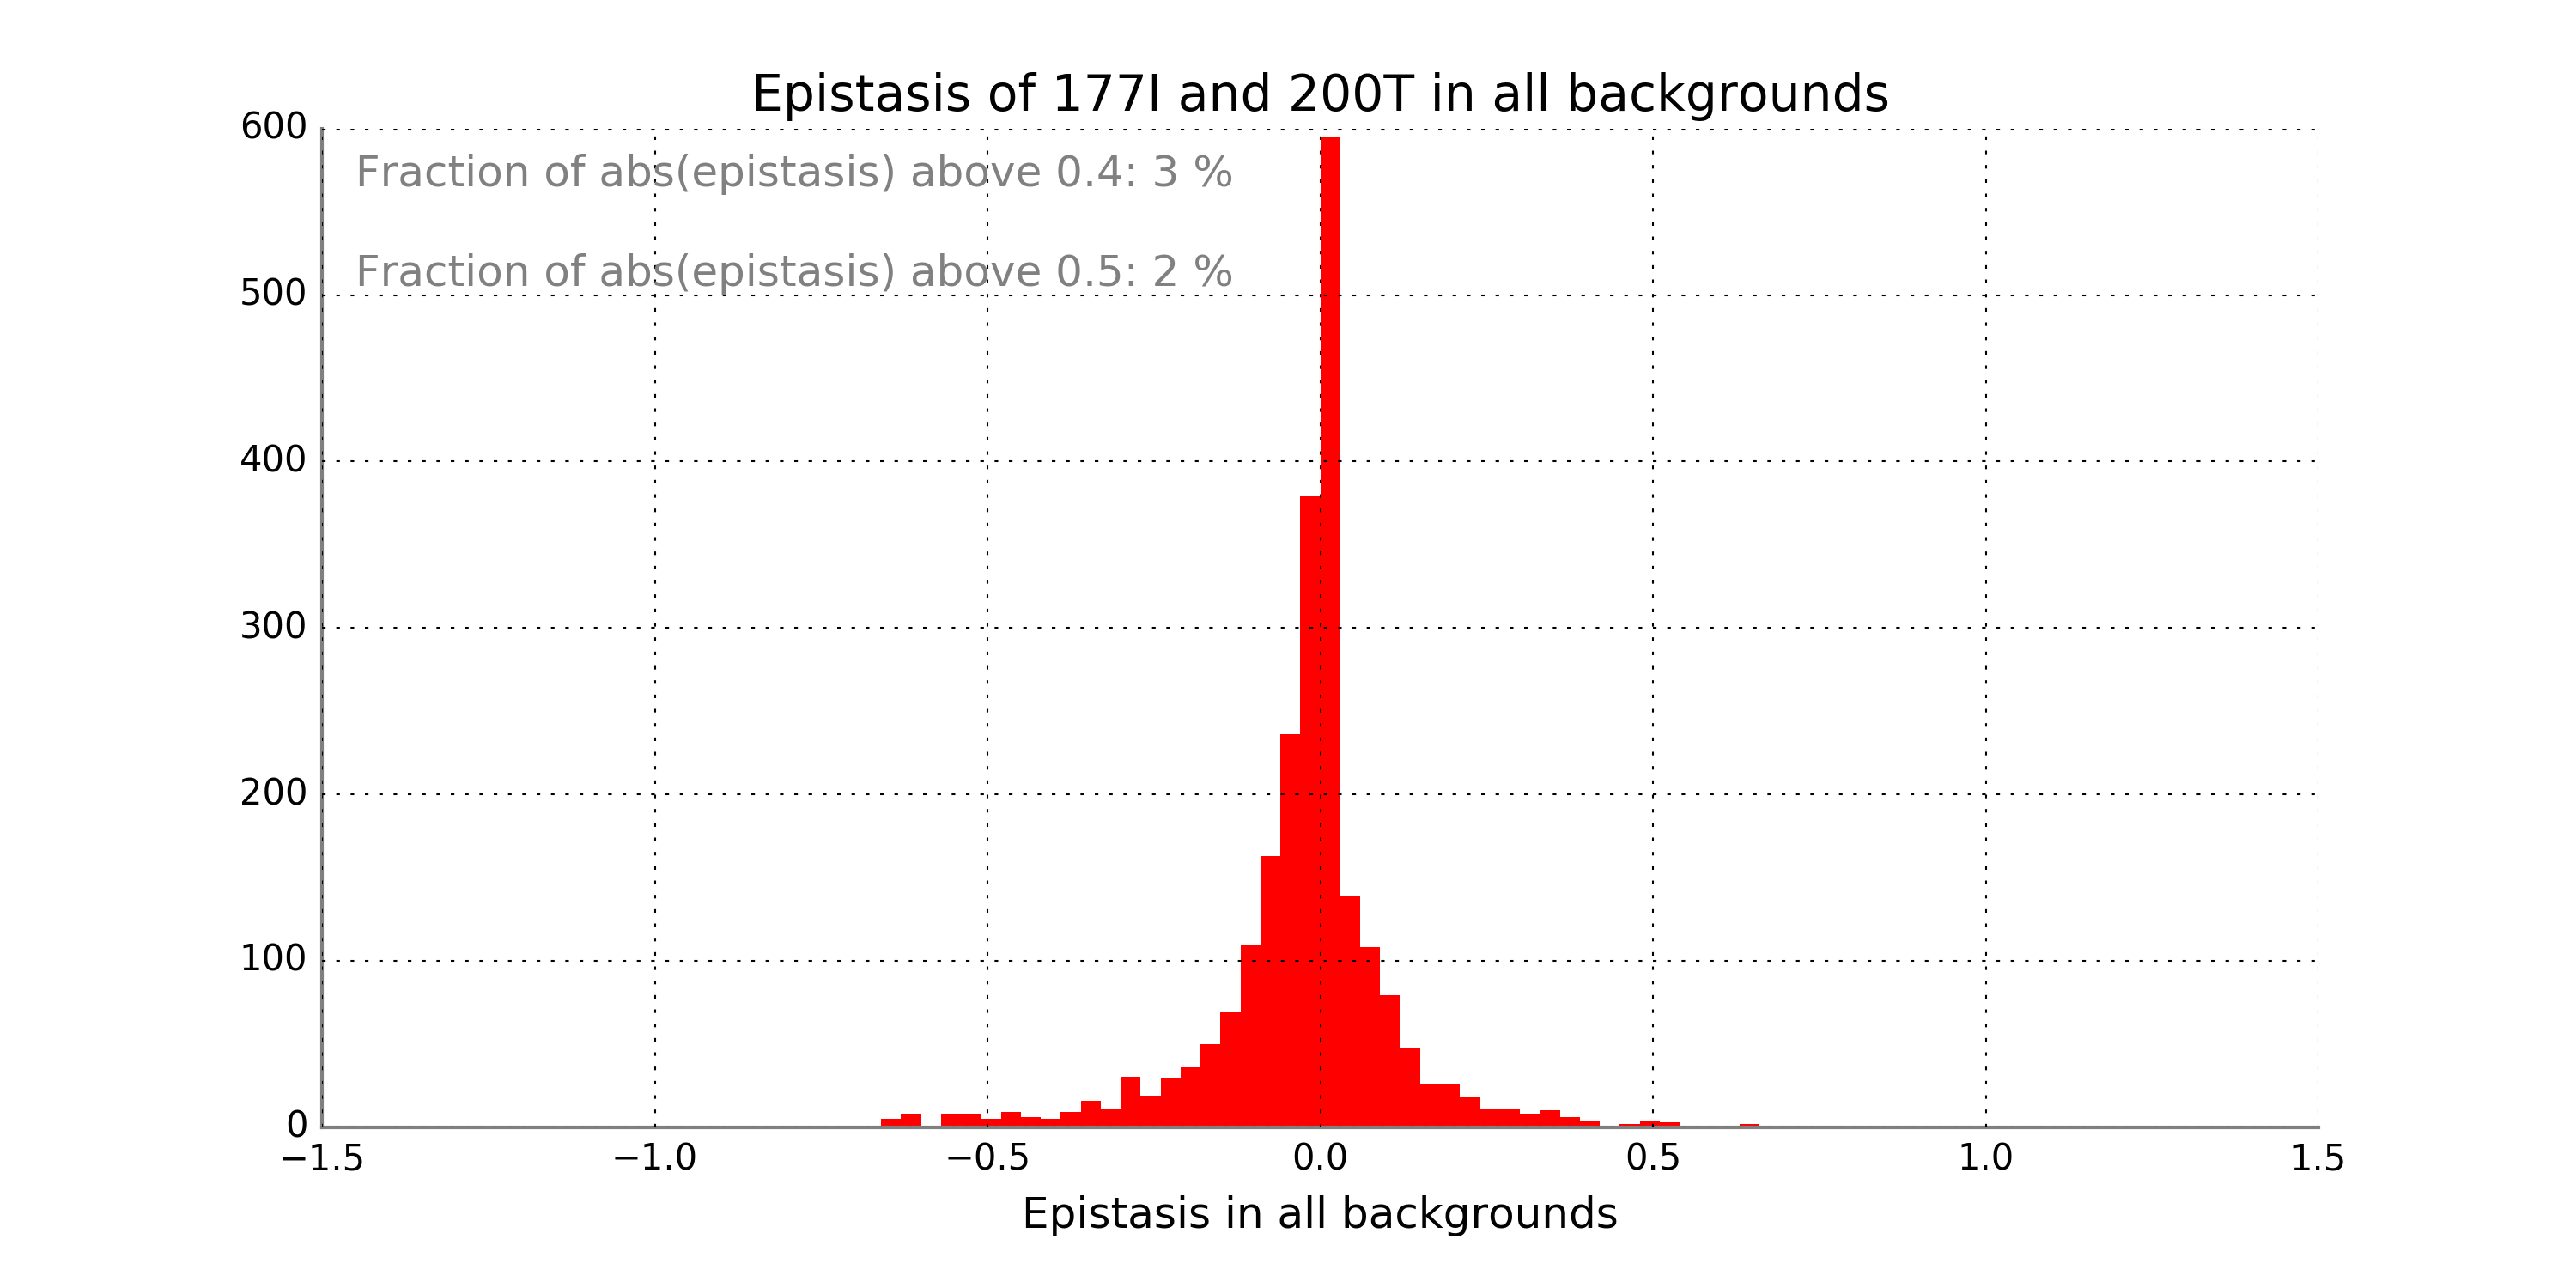 Epistasis of 177I and 200T in all backgrounds
600
Fraction of abs(epistasis) above 0.4: 3 %
Fraction of abs(epistasis) above 0.5: 2 %
500
400
300
200
100
0
−1.5 −1.0 −0.5 0.0 0.5 1.0 1.5
Epistasis in all backgrounds